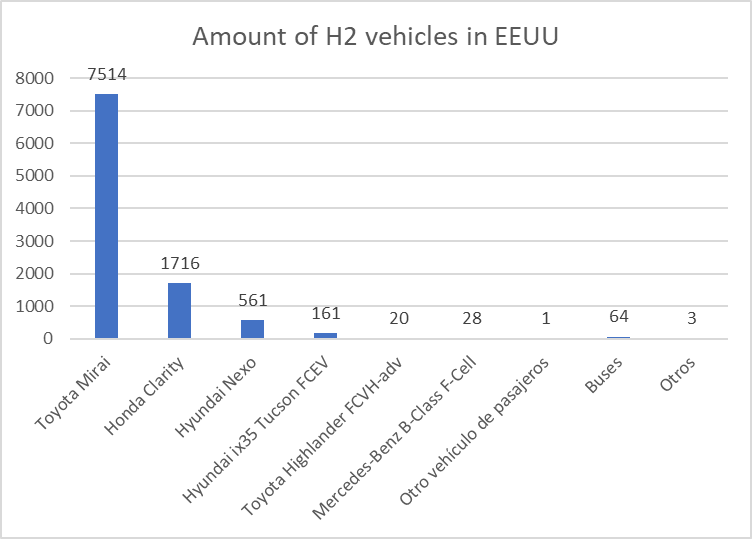 Amount of H2 vehicles in EEUU
8000
7000
6000
5000
4000
3000
2000
1000
0
7514
1716
561
161
20
28
1
64
3
Toyota Mirai
Honda Clarity
Hyundai Nexo
Hyundai ix35 Tucson FCEV
Toyota Highlander FCVH-adv
Mercedes-Benz B-Class F-Cell
Otro vehículo de pasajeros
Buses
Otros